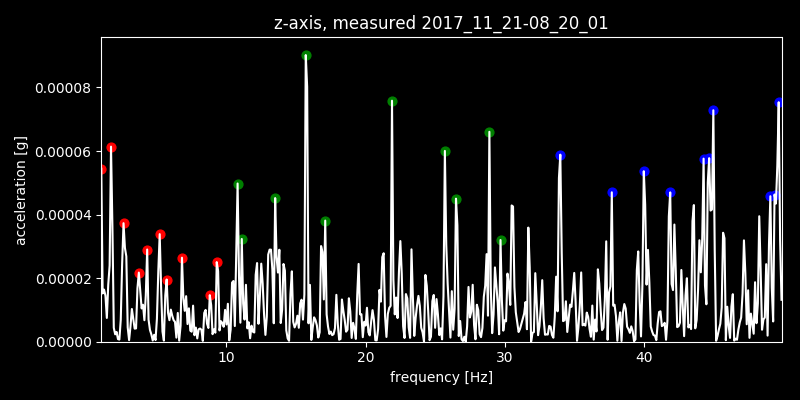 z-axis, measured 2017_11_21-08_20_01
0.00008
0.00006
0.00004
0.00002
0.00000
acceleration [g]
10 20 30 40
frequency [Hz]